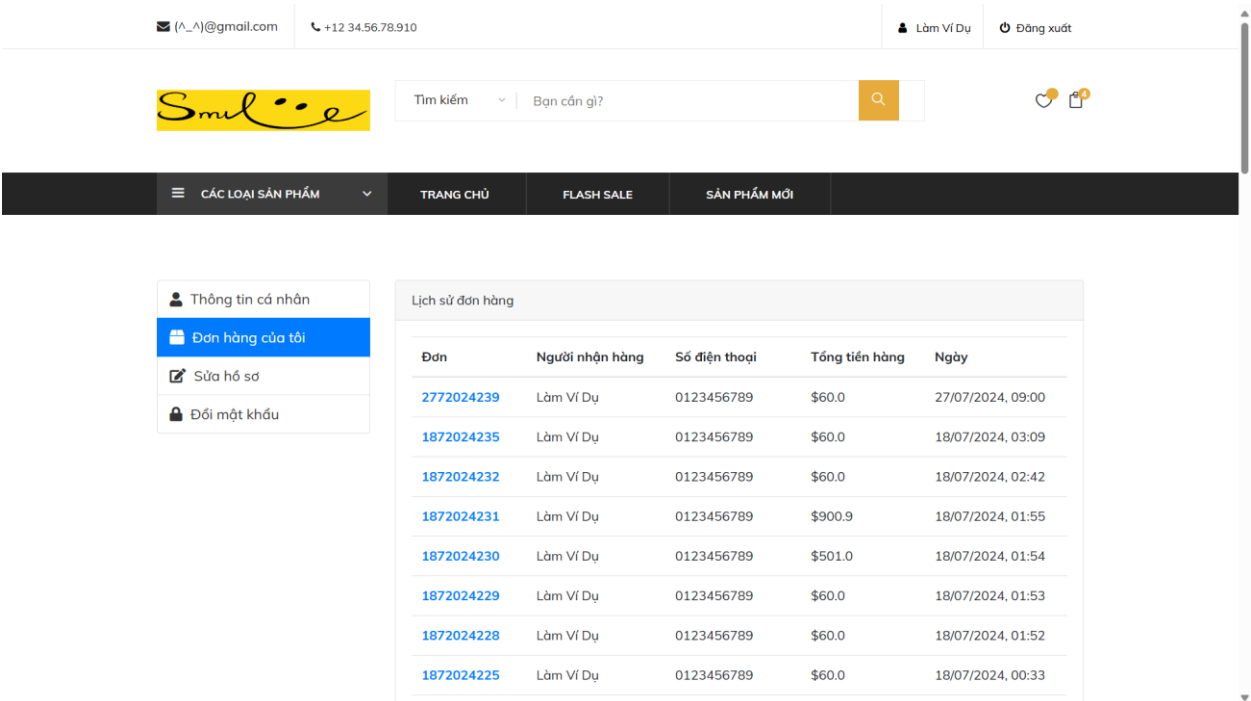 (^_^)@gmail.com +12 34.56.78.910 Làm Ví Dụ Đăng xuất
Smile
Tìm kiếm Bạn cần gì?
4
CÁC LOẠI SẢN PHẨM TRANG CHỦ FLASH SALE SẢN PHẨM MỚI
Thông tin cá nhân
Đơn hàng của tôi
Sửa hồ sơ
Đổi mật khẩu
Lịch sử đơn hàng
Đơn Người nhận hàng Số điện thoại Tổng tiền hàng Ngày
2772024239 Làm Ví Dụ 0123456789 $60.0 27/07/2024, 09:00
1872024235 Làm Ví Dụ 0123456789 $60.0 18/07/2024, 03:09
1872024232 Làm Ví Dụ 0123456789 $60.0 18/07/2024, 02:42
1872024231 Làm Ví Dụ 0123456789 $900.9 18/07/2024, 01:55
1872024230 Làm Ví Dụ 0123456789 $501.0 18/07/2024, 01:54
1872024229 Làm Ví Dụ 0123456789 $60.0 18/07/2024, 01:53
1872024228 Làm Ví Dụ 0123456789 $60.0 18/07/2024, 01:52
1872024225 Làm Ví Dụ 0123456789 $60.0 18/07/2024, 00:33